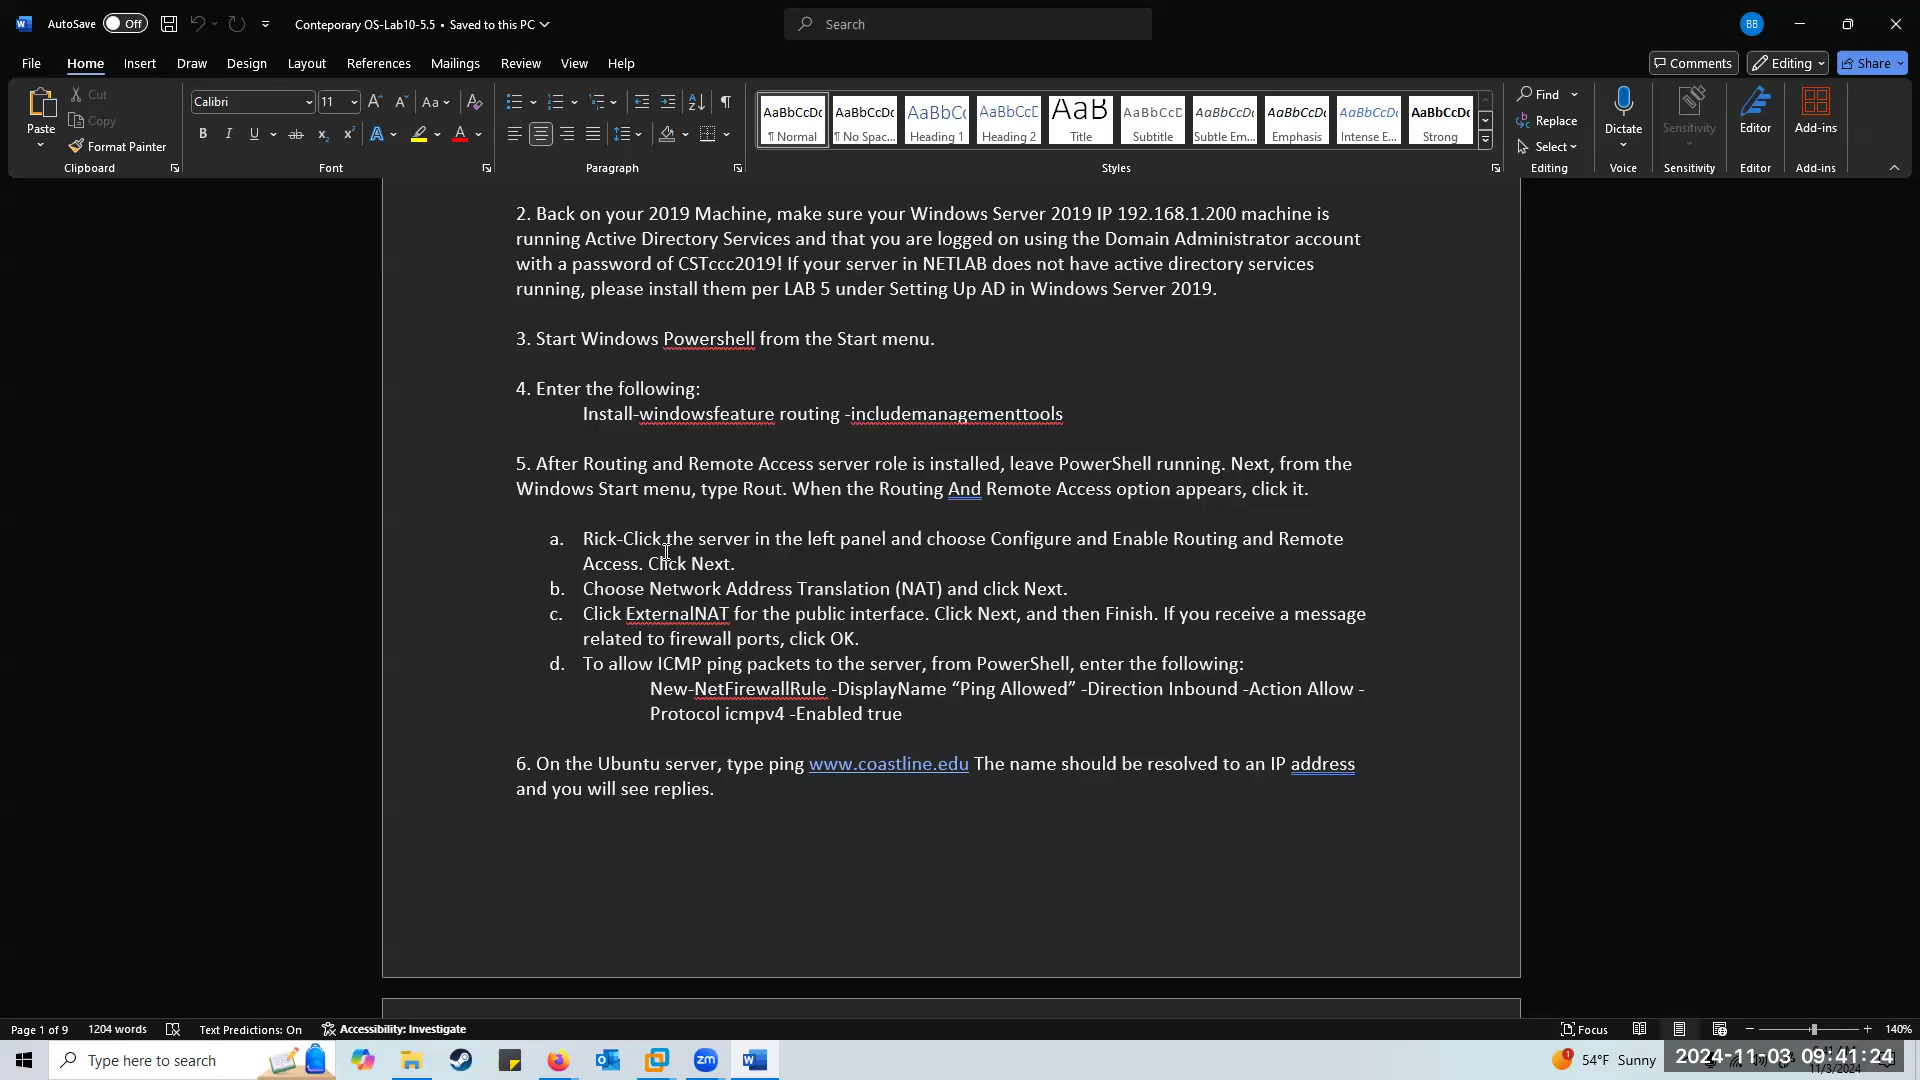 AutoSave Off Conteporary OS-Lab10-5.5 • Saved to this PC Search BB
File Home Insert Draw Design Layout References Mailings Review View Help Comments Editing Share
Paste Cut Copy Format Painter Clipboard
Calibri 11 Aa Font
Paragraph
AaBbCcDc ¶ Normal
AaBbCcDc ¶ No Spac...
AaBbCc Heading 1
AaBbCcD Heading 2
AaB Title
AaBbCcD Subtitle
AaBbCcDc Subtle Em...
AaBbCcDc Emphasis
AaBbCcDc Intense E...
AaBbCcDc Strong
Styles
Find Replace Select Editing
Dictate Voice
Sensitivity Sensitivity
Editor Editor
Add-ins Add-ins
2. Back on your 2019 Machine, make sure your Windows Server 2019 IP 192.168.1.200 machine is
running Active Directory Services and that you are logged on using the Domain Administrator account
with a password of CSTccc2019! If your server in NETLAB does not have active directory services
running, please install them per LAB 5 under Setting Up AD in Windows Server 2019.
3. Start Windows Powershell from the Start menu.
4. Enter the following:
Install-windowsfeature routing -includemanagementtools
5. After Routing and Remote Access server role is installed, leave PowerShell running. Next, from the
Windows Start menu, type Rout. When the Routing And Remote Access option appears, click it.
a. Rick-Click the server in the left panel and choose Configure and Enable Routing and Remote
Access. Click Next.
b. Choose Network Address Translation (NAT) and click Next.
c. Click ExternalNAT for the public interface. Click Next, and then Finish. If you receive a message
related to firewall ports, click OK.
d. To allow ICMP ping packets to the server, from PowerShell, enter the following:
New-NetFirewallRule -DisplayName “Ping Allowed” -Direction Inbound -Action Allow -
Protocol icmpv4 -Enabled true
6. On the Ubuntu server, type ping www.coastline.edu The name should be resolved to an IP address
and you will see replies.
Page 1 of 9 1204 words Text Predictions: On Accessibility: Investigate Focus 140%
Type here to search 54°F Sunny 2024-11-03 09:41:24
11/3/2024